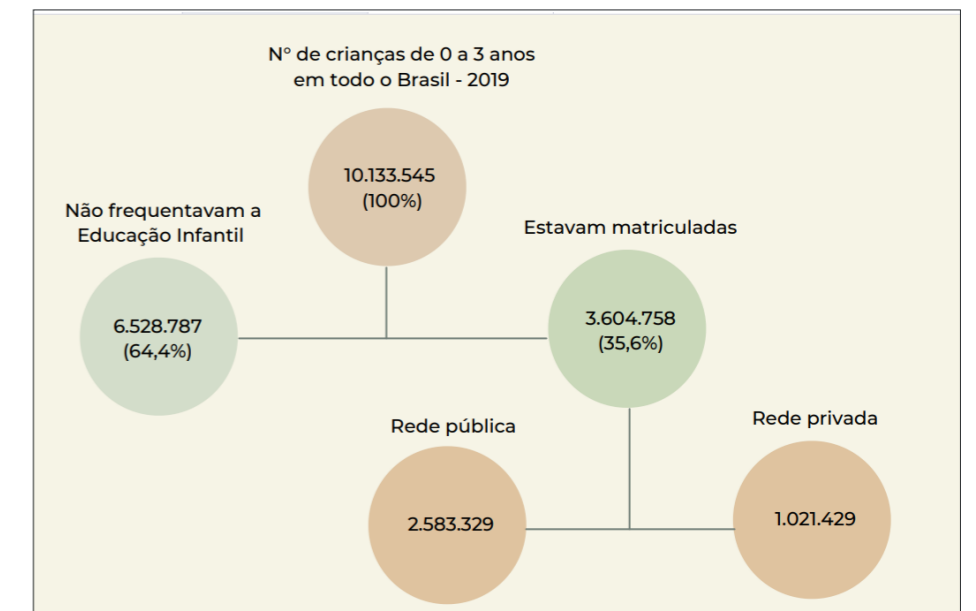 N° de crianças de 0 a 3 anos
em todo o Brasil - 2019
10.133.545
(100%)
Não frequentavam a
Educação Infantil
6.528.787
(64,4%)
Estavam matriculadas
3.604.758
(35,6%)
Rede pública
2.583.329
Rede privada
1.021.429